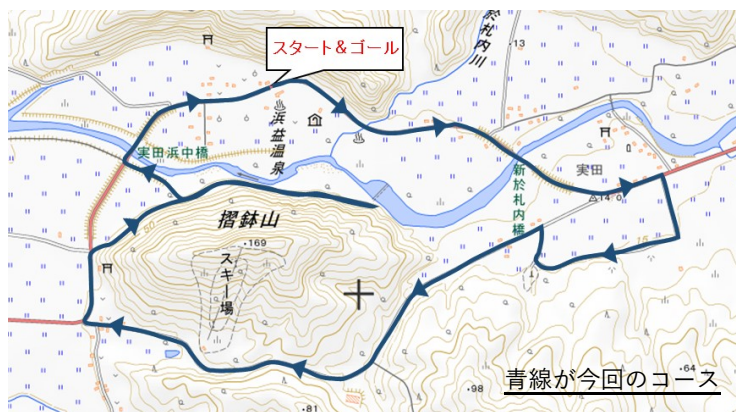 スタート＆ゴール
於札内川
・13
浜益温泉
実田浜中橋
実田
新於札内橋
14
15
50
摺鉢山
・169
スキー場
・64
青線が今回のコース
・98
・81